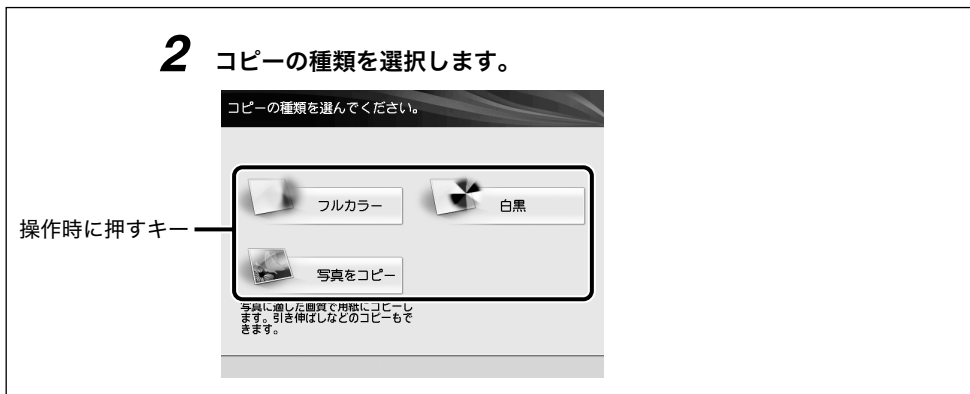 2 コピーの種類を選択します。
コピーの種類を選んでください。
フルカラー
白黒
操作時に押すキー
写真をコピー
写真に適した画質で用紙にコピーし
ます。引き伸ばしなどのコピーもで
きます。